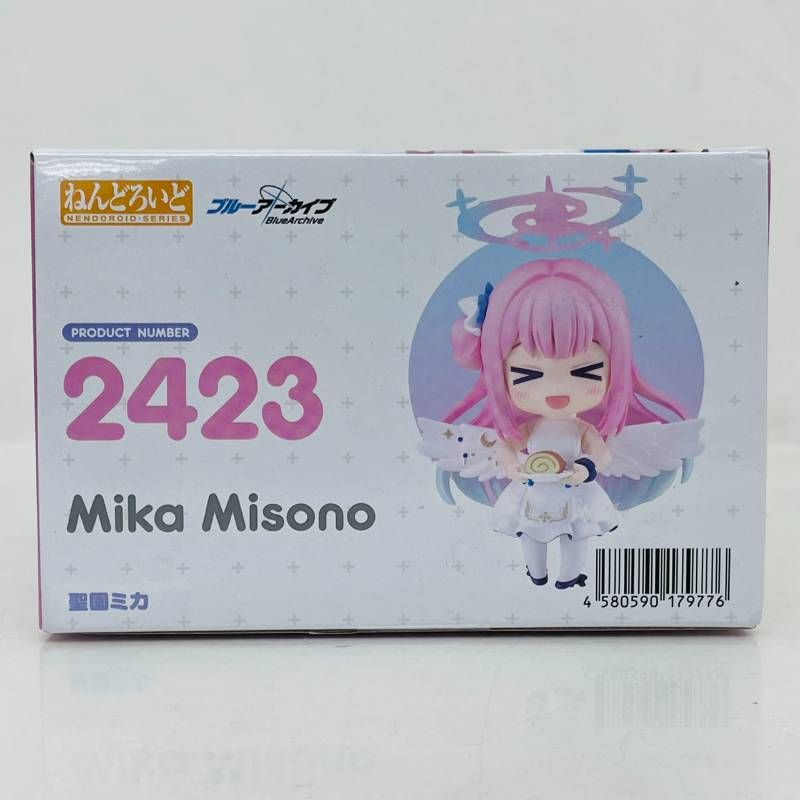 ねんどろいど
NENDOROID·SERIES
ブルーアーカイブ
BlueArchive
PRODUCT NUMBER
2423
Mika Misono
聖園ミカ
4 580590 179776